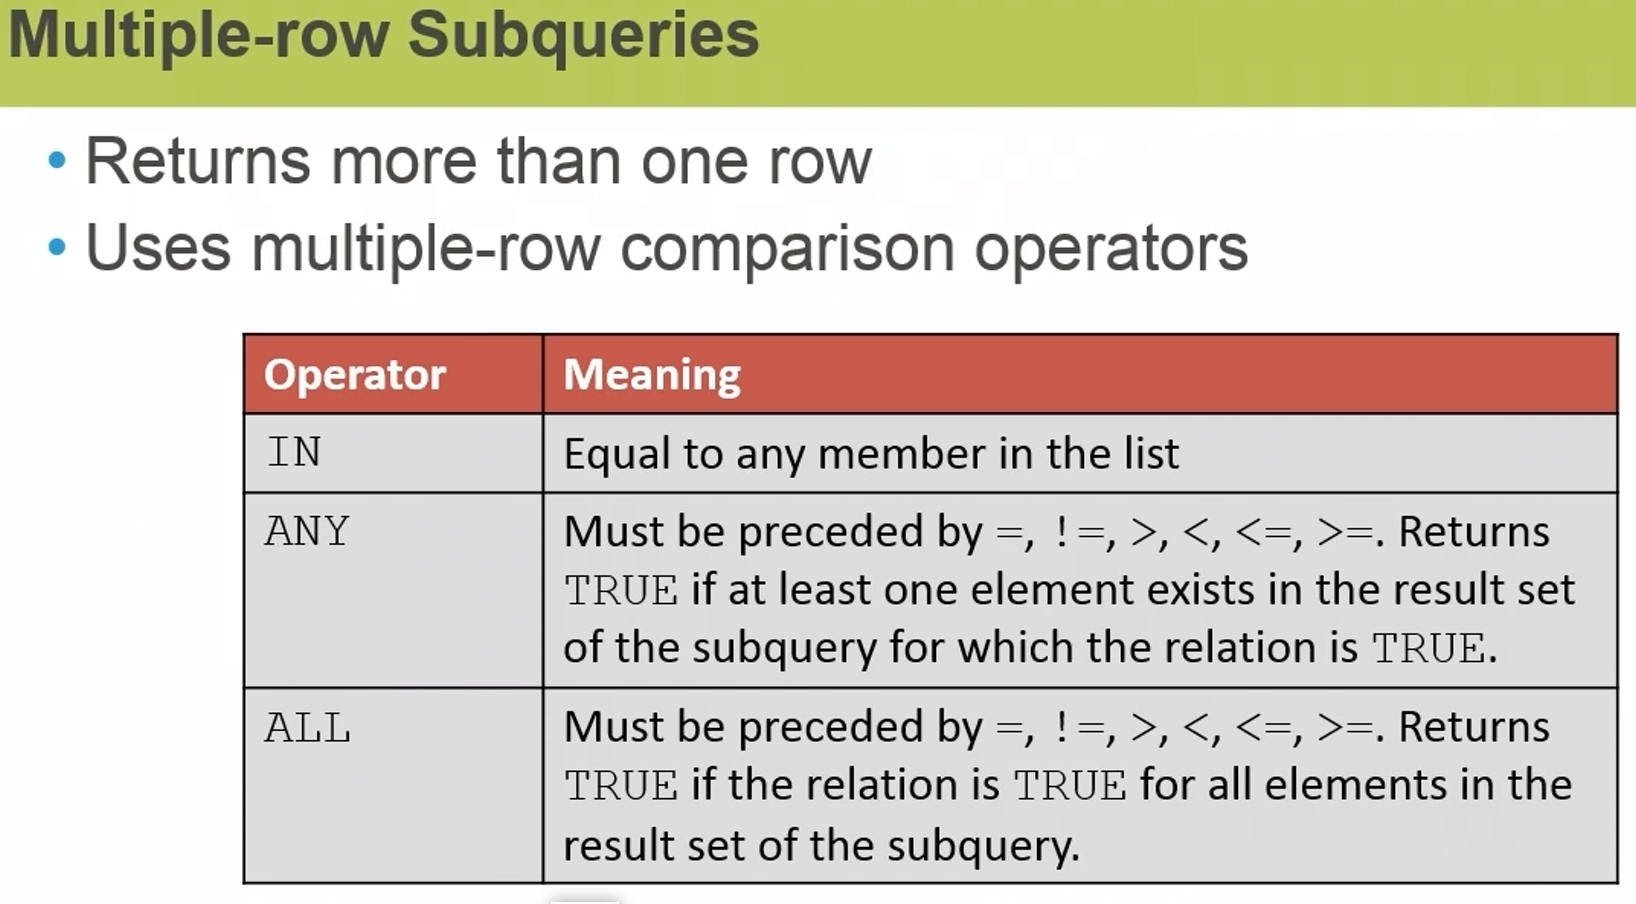 Multiple-row Subqueries
• Returns more than one row
• Uses multiple-row comparison operators
Operator
Meaning
IN
Equal to any member in the list
ANY
Must be preceded by =, !=, >, <, <=, >=. Returns
TRUE if at least one element exists in the result set
of the subquery for which the relation is TRUE.
ALL
Must be preceded by =, !=, >, <, <=, >=. Returns
TRUE if the relation is TRUE for all elements in the
result set of the subquery.